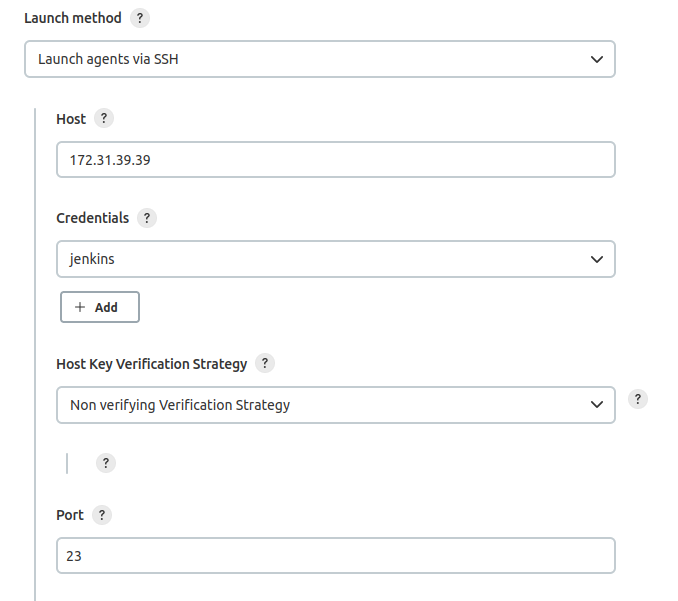 Launch method ?
Launch agents via SSH
Host ?
172.31.39.39
Credentials ?
jenkins
+ Add
Host Key Verification Strategy ?
Non verifying Verification Strategy ?
?
Port ?
23